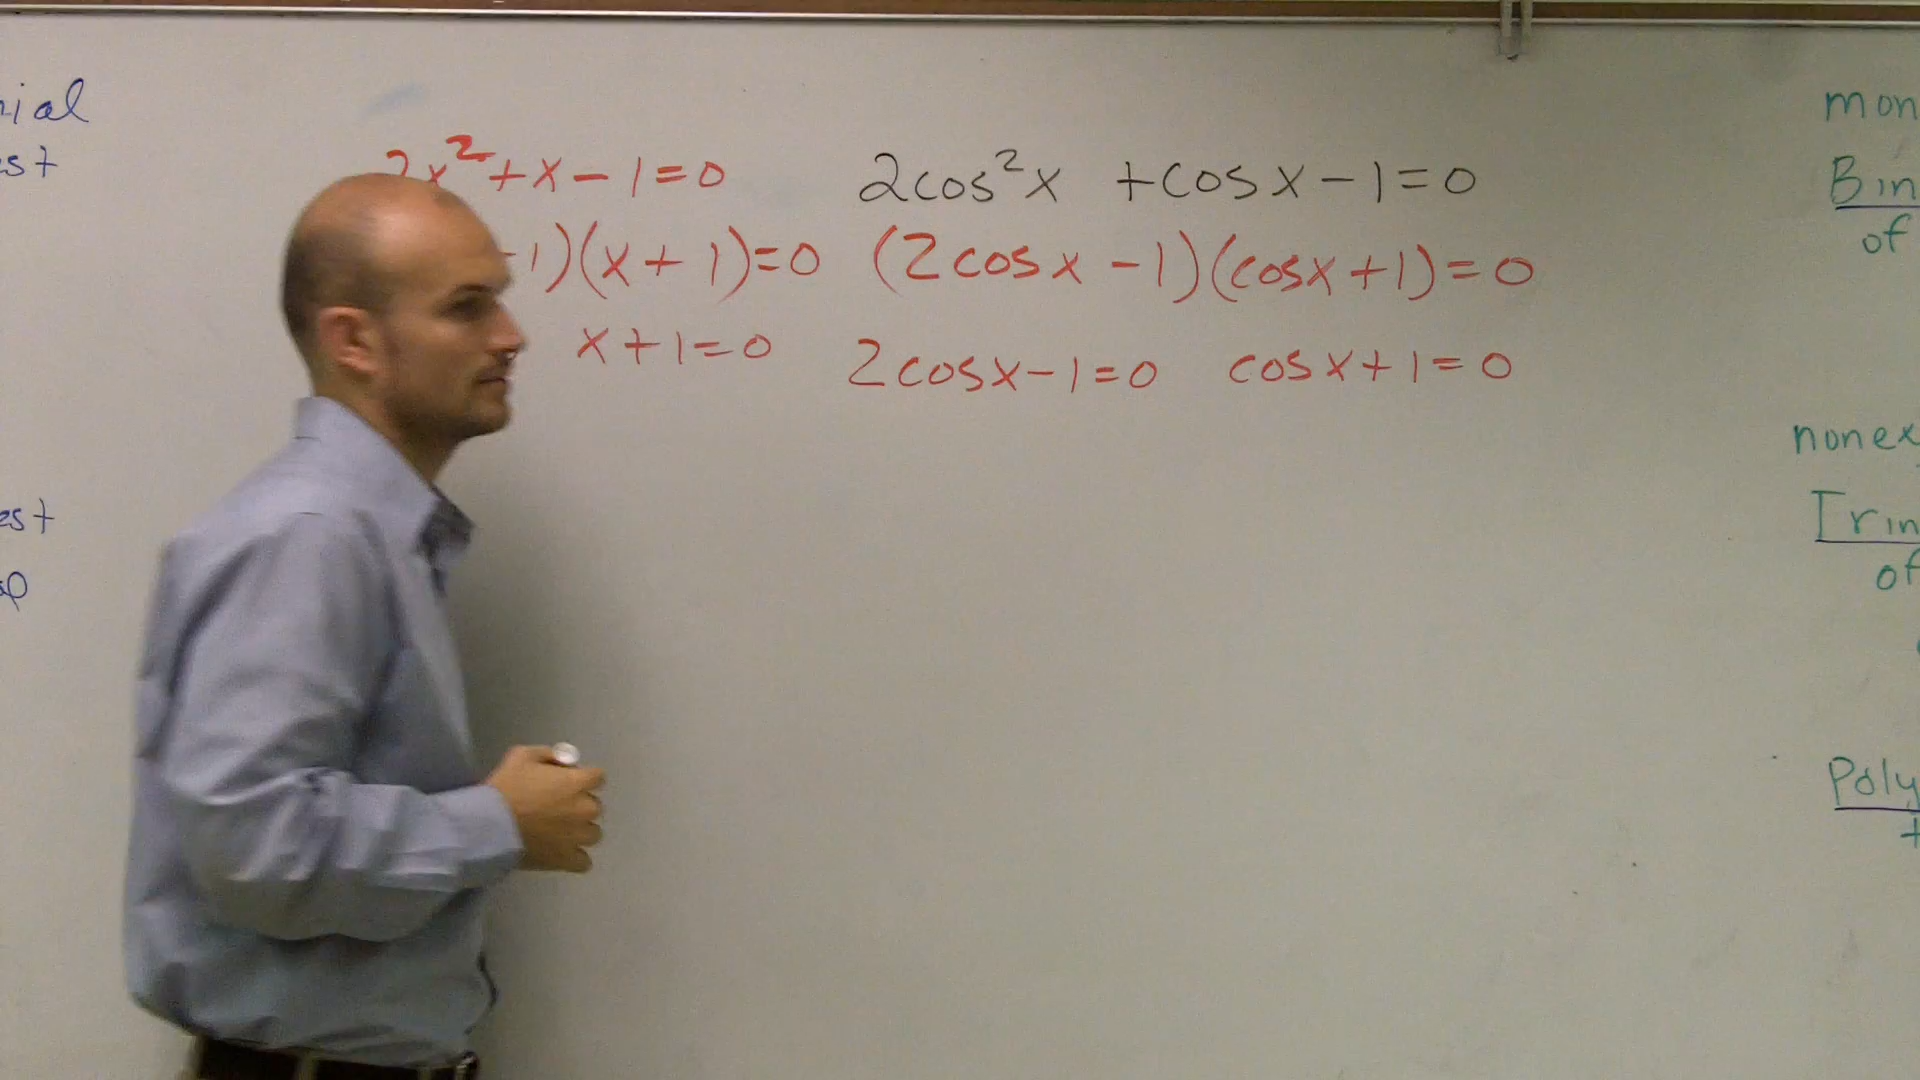 2x²+x-1=0
-1)(x+1)=0
x+1=0
2cos²x +cosx-1=0
(2cosx-1)(cosx+1)=0
2cosx-1=0 cosx+1=0
nial
est
est
mon
Bin
of
nonex
Trin
of
Poly